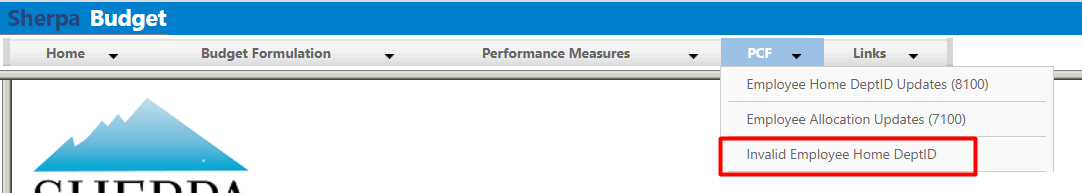 Sherpa Budget
Home Budget Formulation Performance Measures PCF Links
Employee Home DeptID Updates (8100)
Employee Allocation Updates (7100)
Invalid Employee Home DeptID
SHERPA